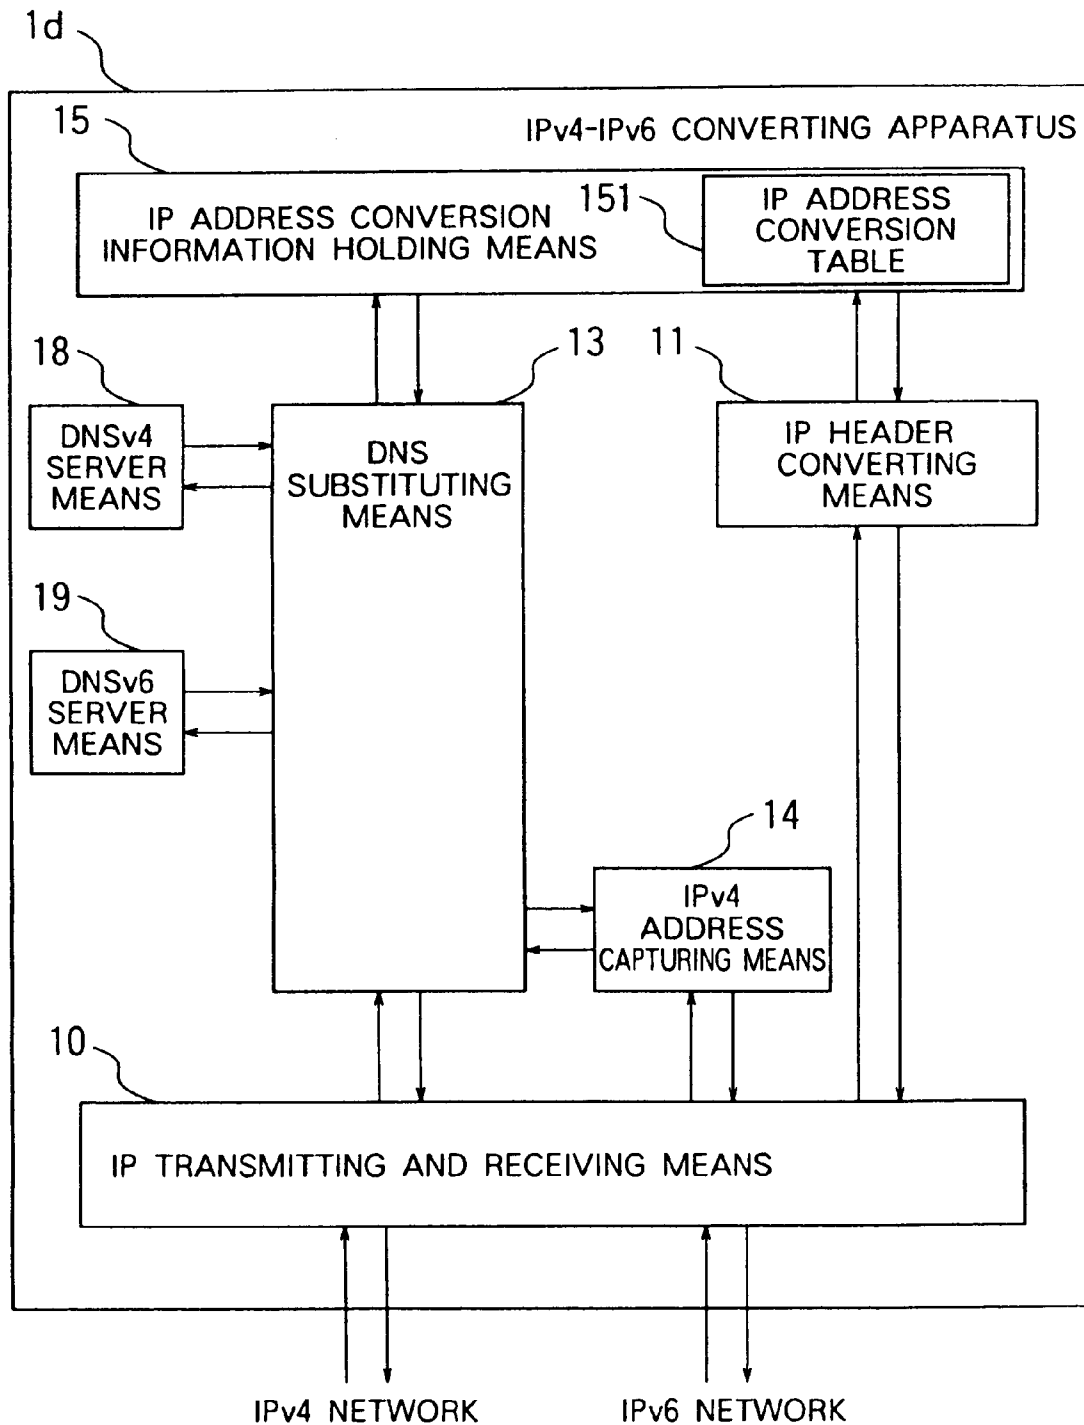 1d
IPv4-IPv6 CONVERTING APPARATUS
15
IP ADDRESS CONVERSION
INFORMATION HOLDING MEANS
151
IP ADDRESS
CONVERSION
TABLE
18
DNSv4
SERVER
MEANS
13
DNS
SUBSTITUTING
MEANS
11
IP HEADER
CONVERTING
MEANS
19
DNSv6
SERVER
MEANS
14
IPv4
ADDRESS
CAPTURING MEANS
10
IP TRANSMITTING AND RECEIVING MEANS
IPv4 NETWORK
IPv6 NETWORK